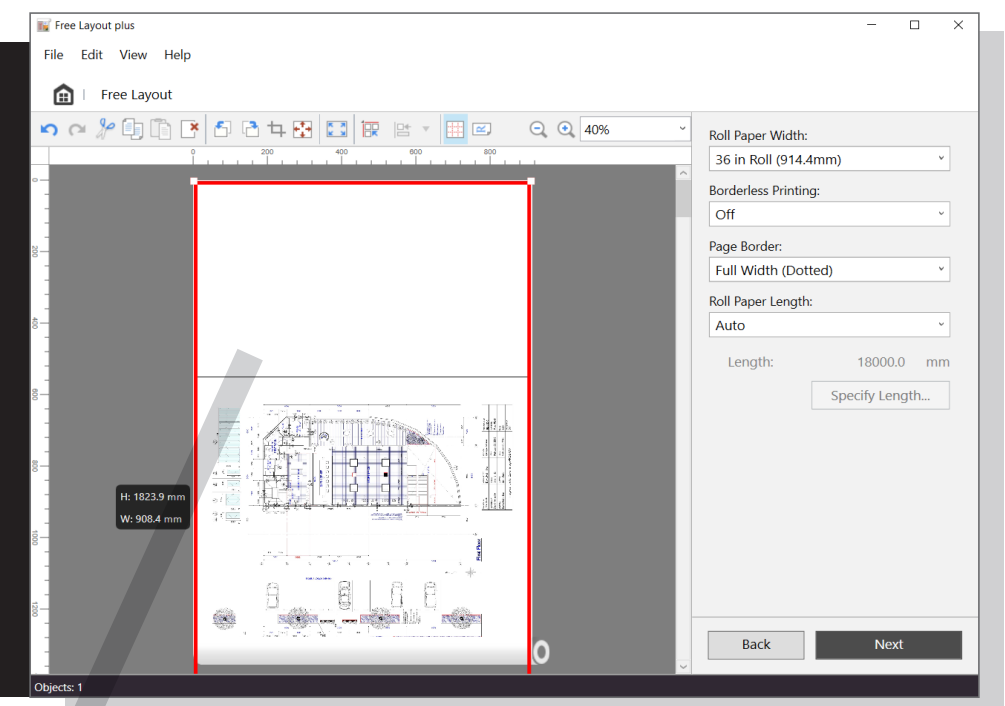 Free Layout plus
File Edit View Help
Free Layout
40%
0 200 400 600 800
0
200
400
600
800
1000
1200
H: 1823.9 mm
W: 908.4 mm
First Floor
Roll Paper Width:
36 in Roll (914.4mm)
Borderless Printing:
Off
Page Border:
Full Width (Dotted)
Roll Paper Length:
Auto
Length: 18000.0 mm
Specify Length...
Back Next
Objects: 1